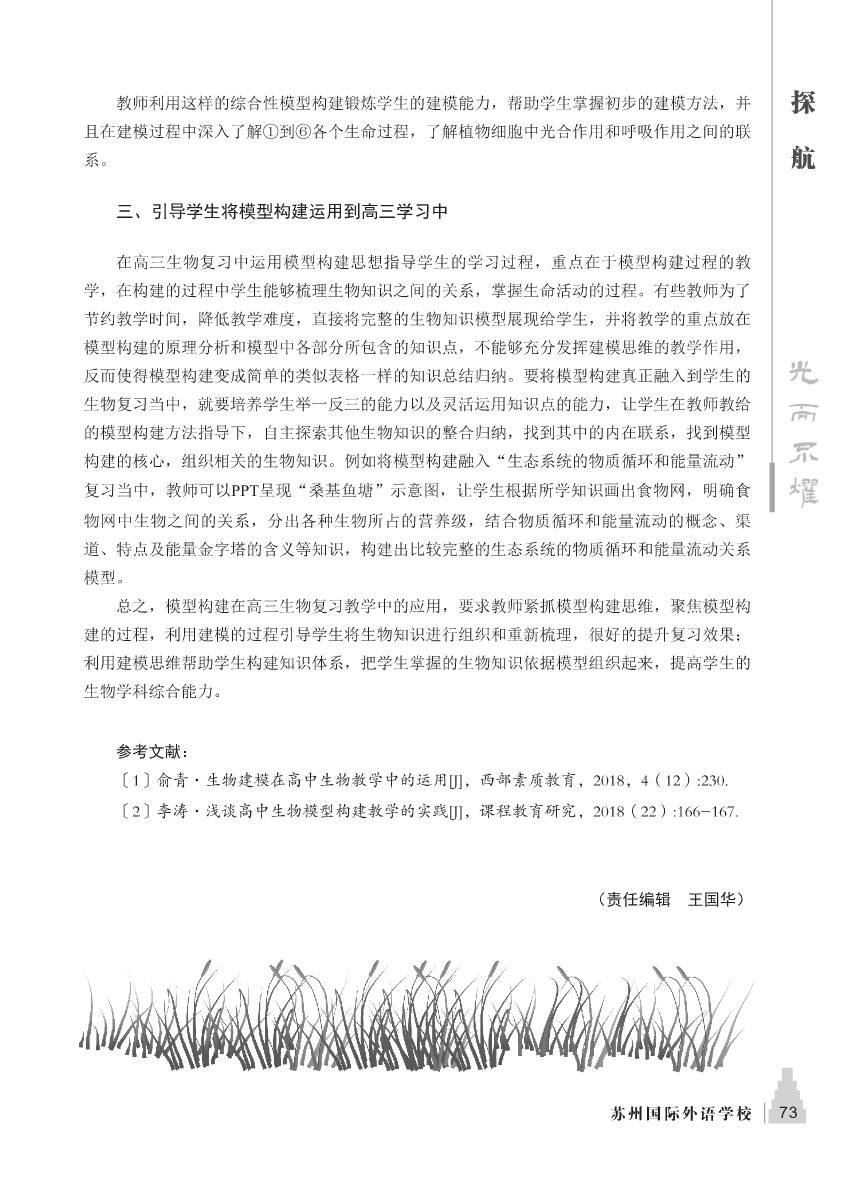 教师利用这样的综合性模型构建锻炼学生的建模能力，帮助学生掌握初步的建模方法，并
且在建模过程中深入了解①到⑥各个生命过程，了解植物细胞中光合作用和呼吸作用之间的联
系。
三、引导学生将模型构建运用到高三学习中
在高三生物复习中运用模型构建思想指导学生的学习过程，重点在于模型构建过程的教
学，在构建的过程中学生能够梳理生物知识之间的关系，掌握生命活动的过程。有些教师为了
节约教学时间，降低教学难度，直接将完整的生物知识模型展现给学生，并将教学的重点放在
模型构建的原理分析和模型中各部分所包含的知识点，不能够充分发挥建模思维的教学作用，
反而使得模型构建变成简单的类似表格一样的知识总结归纳。要将模型构建真正融入到学生的
生物复习当中，就要培养学生举一反三的能力以及灵活运用知识点的能力，让学生在教师教给
的模型构建方法指导下，自主探索其他生物知识的整合归纳，找到其中的内在联系，找到模型
构建的核心，组织相关的生物知识。例如将模型构建融入“生态系统的物质循环和能量流动”
复习当中，教师可以PPT呈现“桑基鱼塘”示意图，让学生根据所学知识画出食物网，明确食
物网中生物之间的关系，分出各种生物所占的营养级，结合物质循环和能量流动的概念、渠
道、特点及能量金字塔的含义等知识，构建出比较完整的生态系统的物质循环和能量流动关系
模型。
总之，模型构建在高三生物复习教学中的应用，要求教师紧抓模型构建思维，聚焦模型构
建的过程，利用建模的过程引导学生将生物知识进行组织和重新梳理，很好的提升复习效果；
利用建模思维帮助学生构建知识体系，把学生掌握的生物知识依据模型组织起来，提高学生的
生物学科综合能力。
参考文献：
〔1〕俞青·生物建模在高中生物教学中的运用[J]，西部素质教育，2018，4（12）:230.
〔2〕李涛·浅谈高中生物模型构建教学的实践[J]，课程教育研究，2018（22）:166-167.
（责任编辑　王国华）
探航
光而不耀
苏州国际外语学校 73